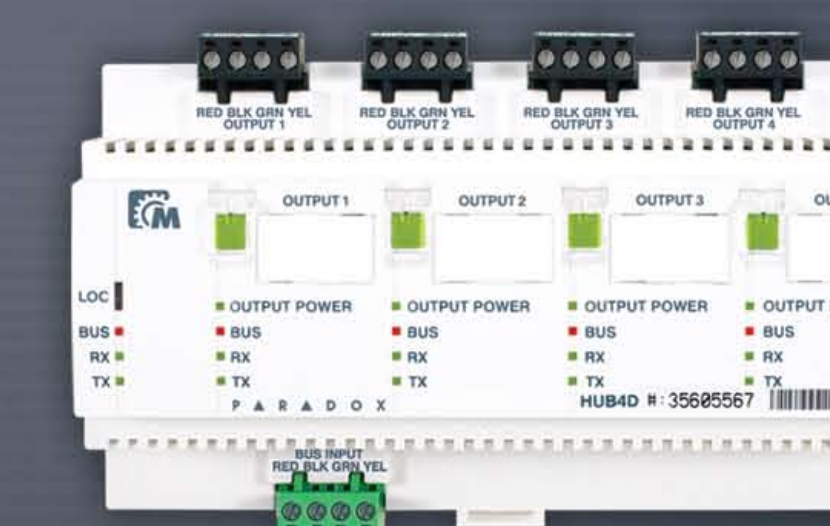 RED BLK GRN YEL
OUTPUT 1
RED BLK GRN YEL
OUTPUT 2
RED BLK GRN YEL
OUTPUT 3
RED BLK GRN YEL
OUTPUT 4
M
OUTPUT 1
OUTPUT 2
OUTPUT 3
OU
LOC
BUS
RX
TX
OUTPUT POWER
BUS
RX
TX
OUTPUT POWER
BUS
RX
TX
OUTPUT POWER
BUS
RX
TX
OUTPUT
BUS
RX
TX
PARADOX
HUB4D #: 35605567
BUS INPUT
RED BLK GRN YEL